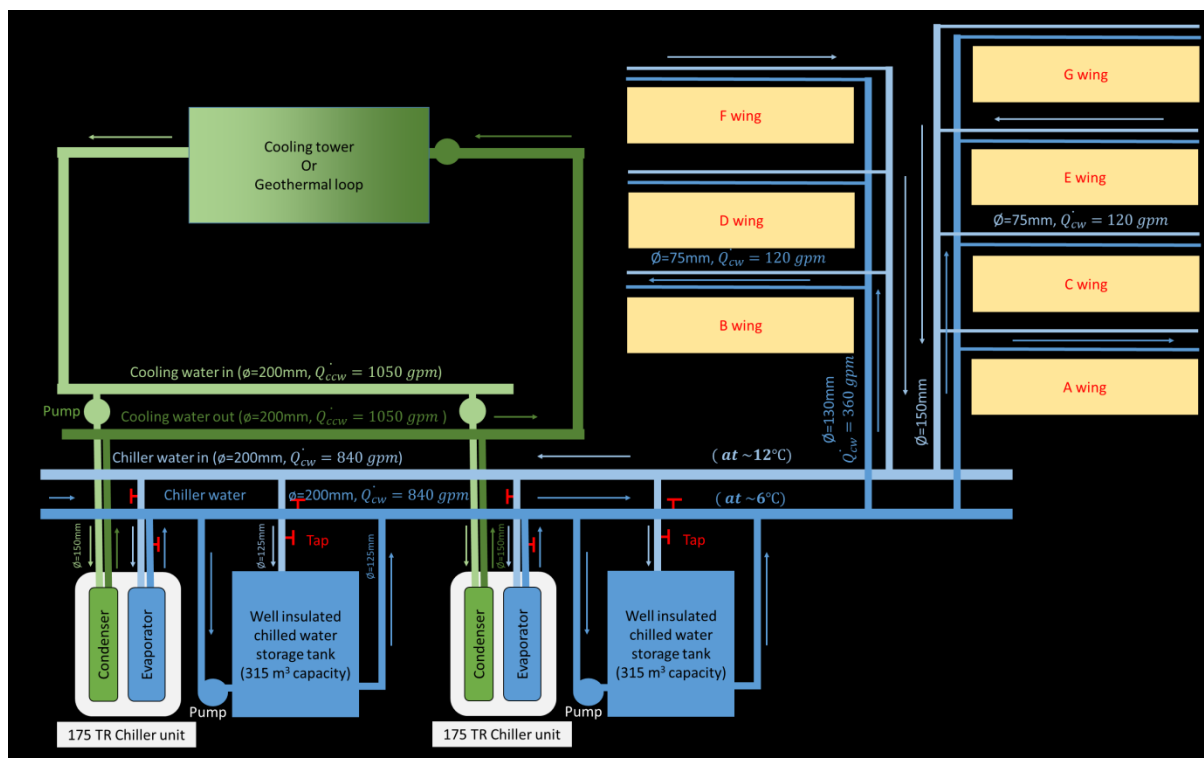 G wing
F wing
Cooling tower
Or
Geothermal loop
E wing
D wing
Ø=75mm, Q̇cw = 120 gpm
Ø=75mm, Q̇cw = 120 gpm
C wing
B wing
A wing
Cooling water in (ø=200mm, Q̇ccw = 1050 gpm)
Pump
Cooling water out (ø=200mm, Q̇ccw = 1050 gpm )
Ø=130mm
Q̇cw = 360 gpm
Ø=150mm
Chiller water in (ø=200mm, Q̇cw = 840 gpm)
( at ~12°C)
Chiller water
ø=200mm, Q̇cw = 840 gpm
( at ~6°C)
Ø=150mm
Ø=125mm
Tap
Ø=125mm
Ø=150mm
Tap
Condenser
Evaporator
Well insulated
chilled water
storage tank
(315 m³ capacity)
Condenser
Evaporator
Well insulated
chilled water
storage tank
(315 m³ capacity)
Pump
Pump
175 TR Chiller unit
175 TR Chiller unit